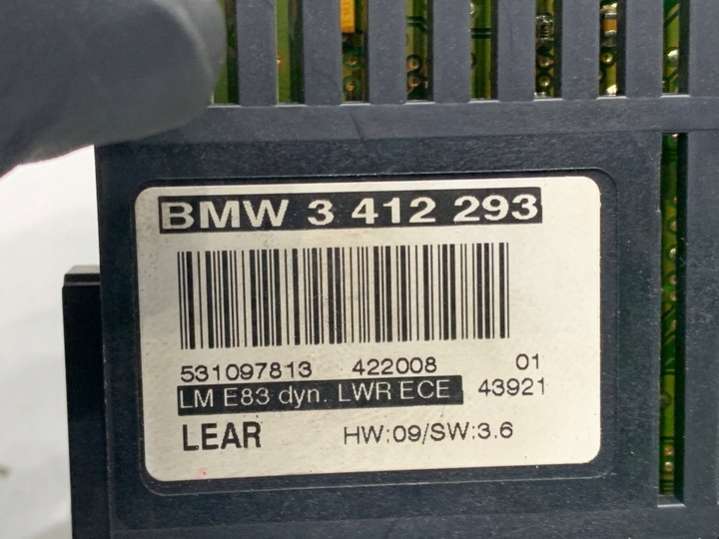 BMW 3 412 293
531097813 422008 01
LM E83 dyn. LWR ECE 43921
LEAR HW:09/SW:3.6